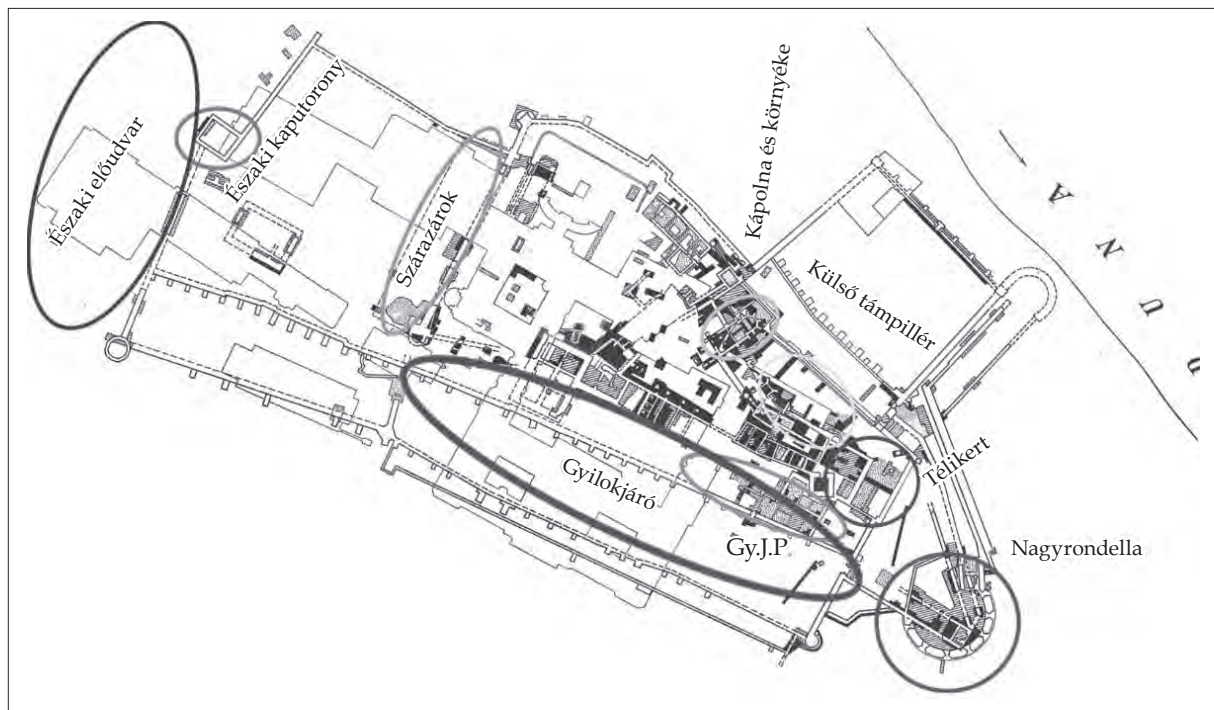 Északi előudvar
Északi kaputorony
Szárazárok
Kápolna és környéke
Külső támpillér
Gyilokjáró
Gy.J.P
Télikert
Nagyrondella
A N U D